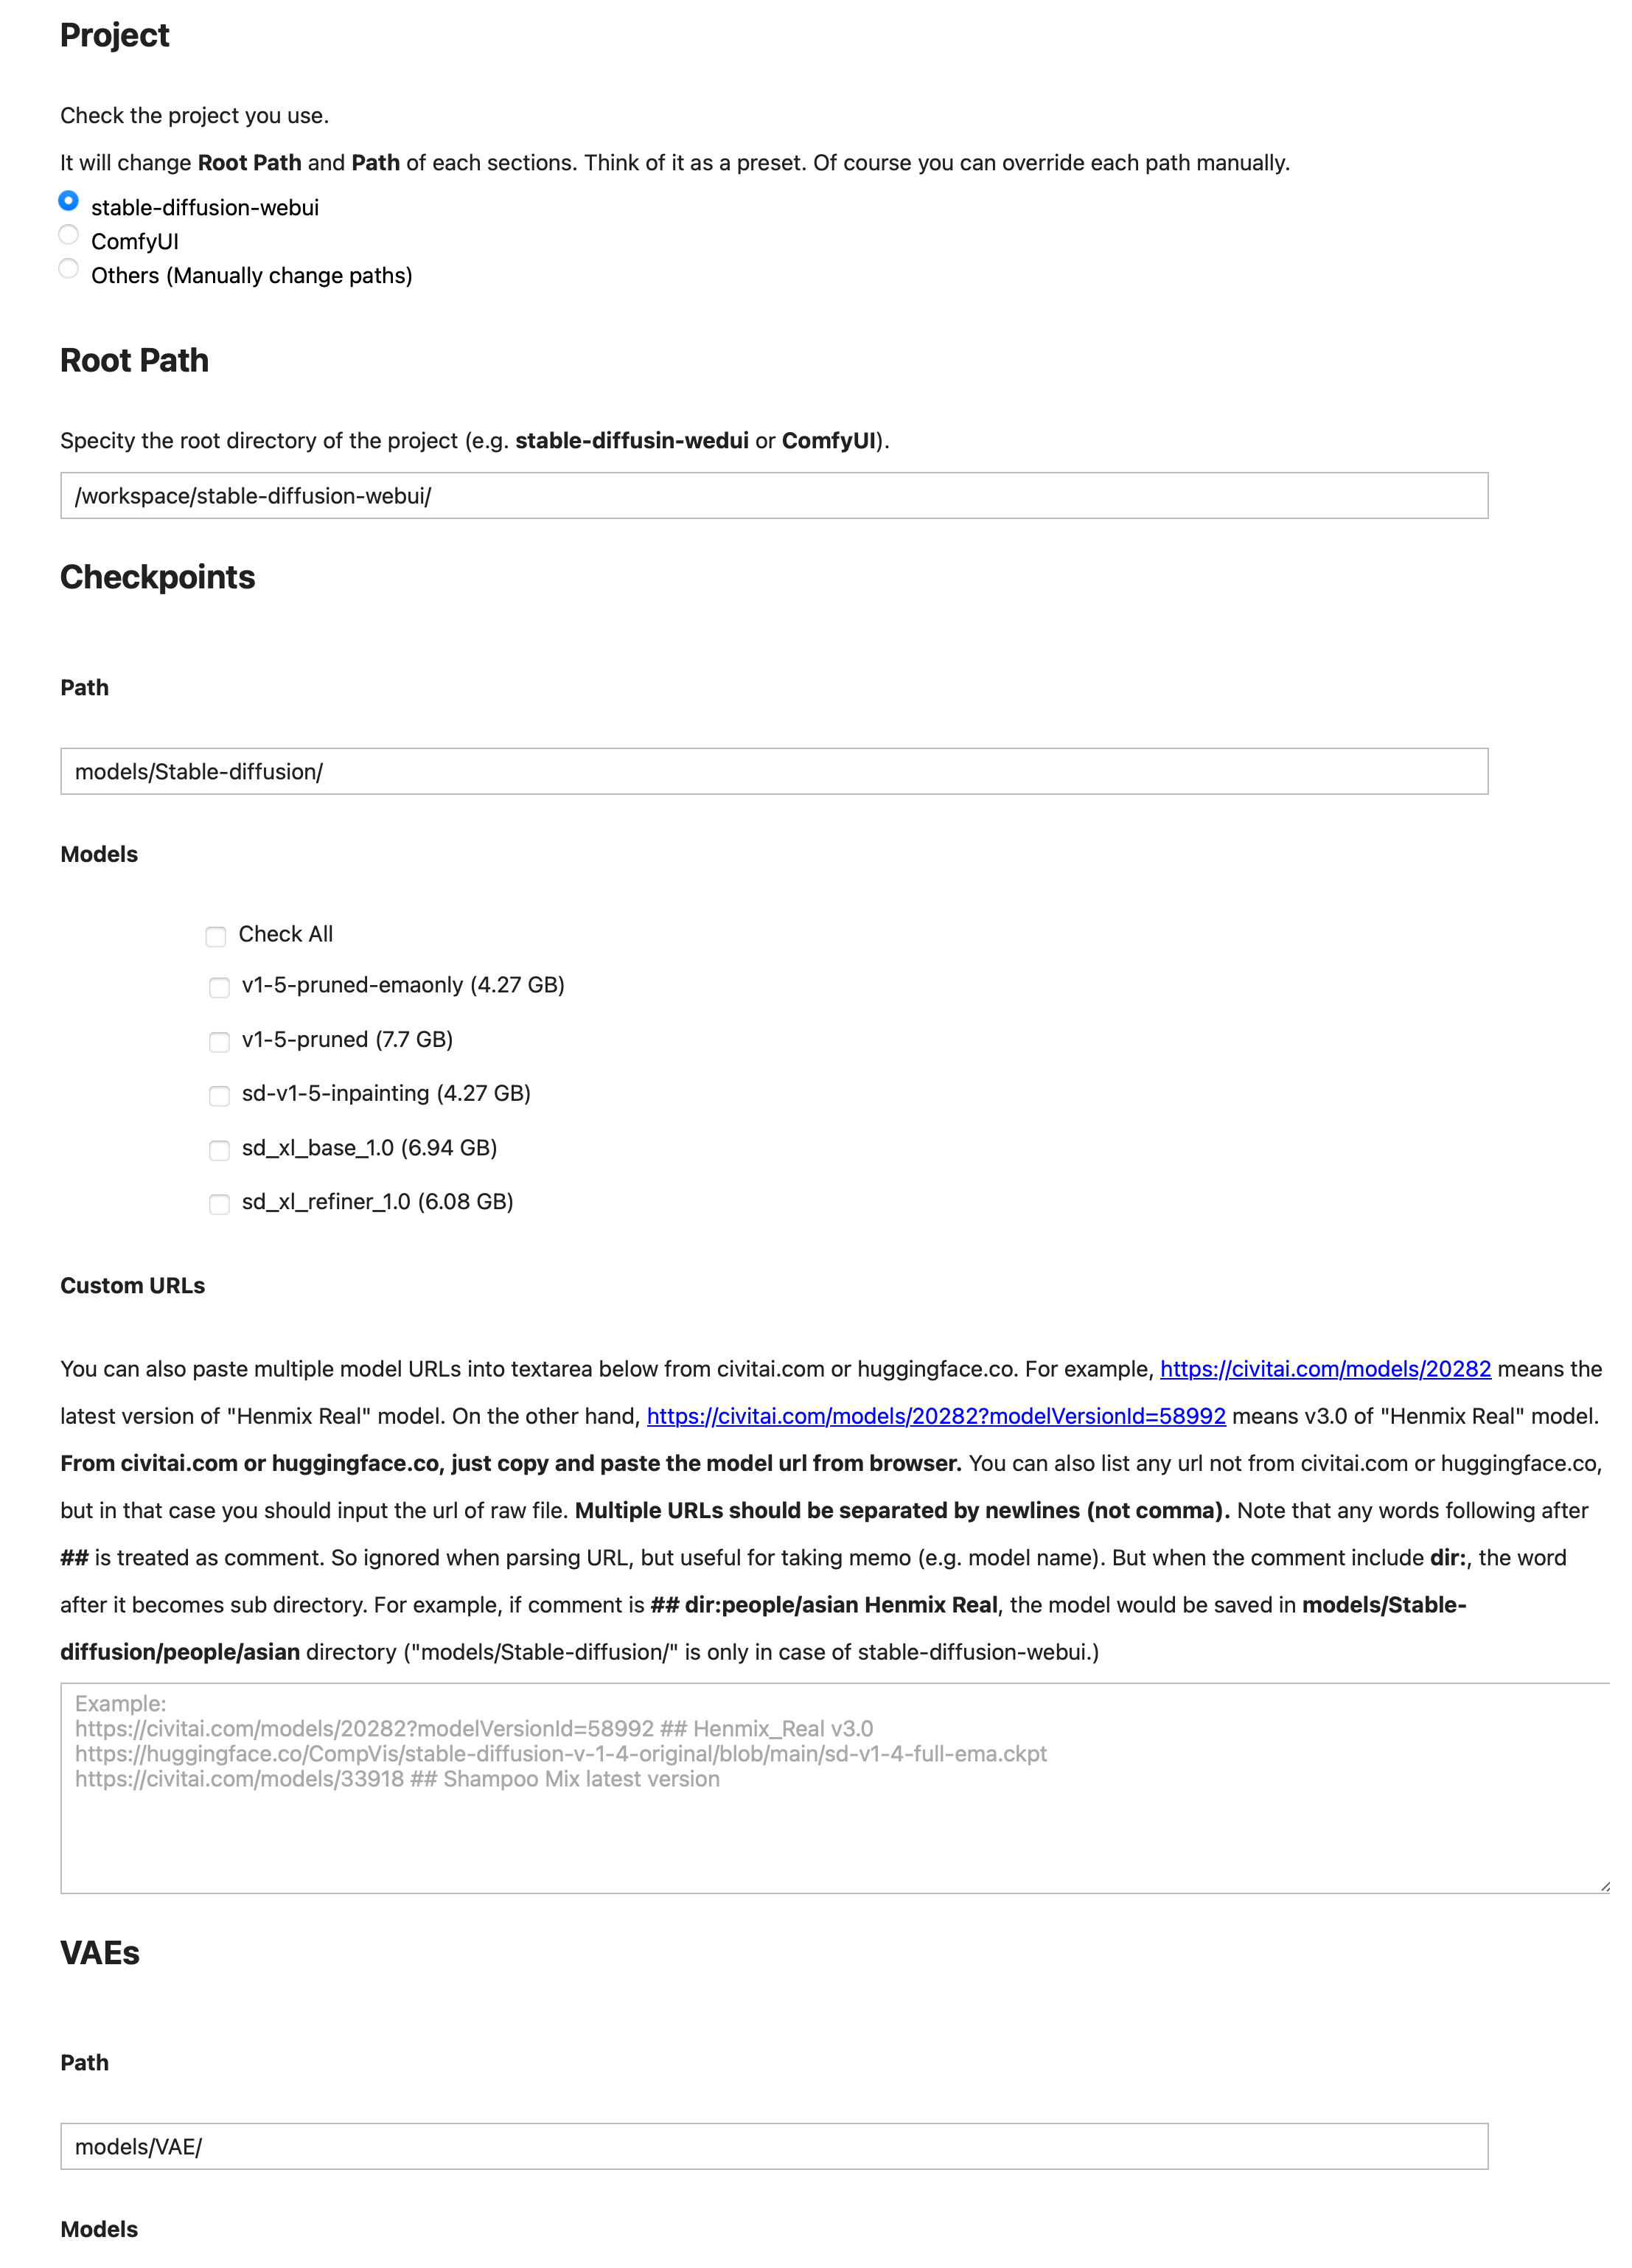 Project
Check the project you use.
It will change Root Path and Path of each sections. Think of it as a preset. Of course you can override each path manually.
stable-diffusion-webui
ComfyUI
Others (Manually change paths)
Root Path
Specity the root directory of the project (e.g. stable-diffusin-wedui or ComfyUI).
/workspace/stable-diffusion-webui/
Checkpoints
Path
models/Stable-diffusion/
Models
Check All
v1-5-pruned-emaonly (4.27 GB)
v1-5-pruned (7.7 GB)
sd-v1-5-inpainting (4.27 GB)
sd_xl_base_1.0 (6.94 GB)
sd_xl_refiner_1.0 (6.08 GB)
Custom URLs
You can also paste multiple model URLs into textarea below from civitai.com or huggingface.co. For example, https://civitai.com/models/20282 means the
latest version of "Henmix Real" model. On the other hand, https://civitai.com/models/20282?modelVersionId=58992 means v3.0 of "Henmix Real" model.
From civitai.com or huggingface.co, just copy and paste the model url from browser. You can also list any url not from civitai.com or huggingface.co,
but in that case you should input the url of raw file. Multiple URLs should be separated by newlines (not comma). Note that any words following after
## is treated as comment. So ignored when parsing URL, but useful for taking memo (e.g. model name). But when the comment include dir:, the word
after it becomes sub directory. For example, if comment is ## dir:people/asian Henmix Real, the model would be saved in models/Stable-
diffusion/people/asian directory ("models/Stable-diffusion/" is only in case of stable-diffusion-webui.)
Example:
https://civitai.com/models/20282?modelVersionId=58992 ## Henmix_Real v3.0
https://huggingface.co/CompVis/stable-diffusion-v-1-4-original/blob/main/sd-v1-4-full-ema.ckpt
https://civitai.com/models/33918 ## Shampoo Mix latest version
VAEs
Path
models/VAE/
Models